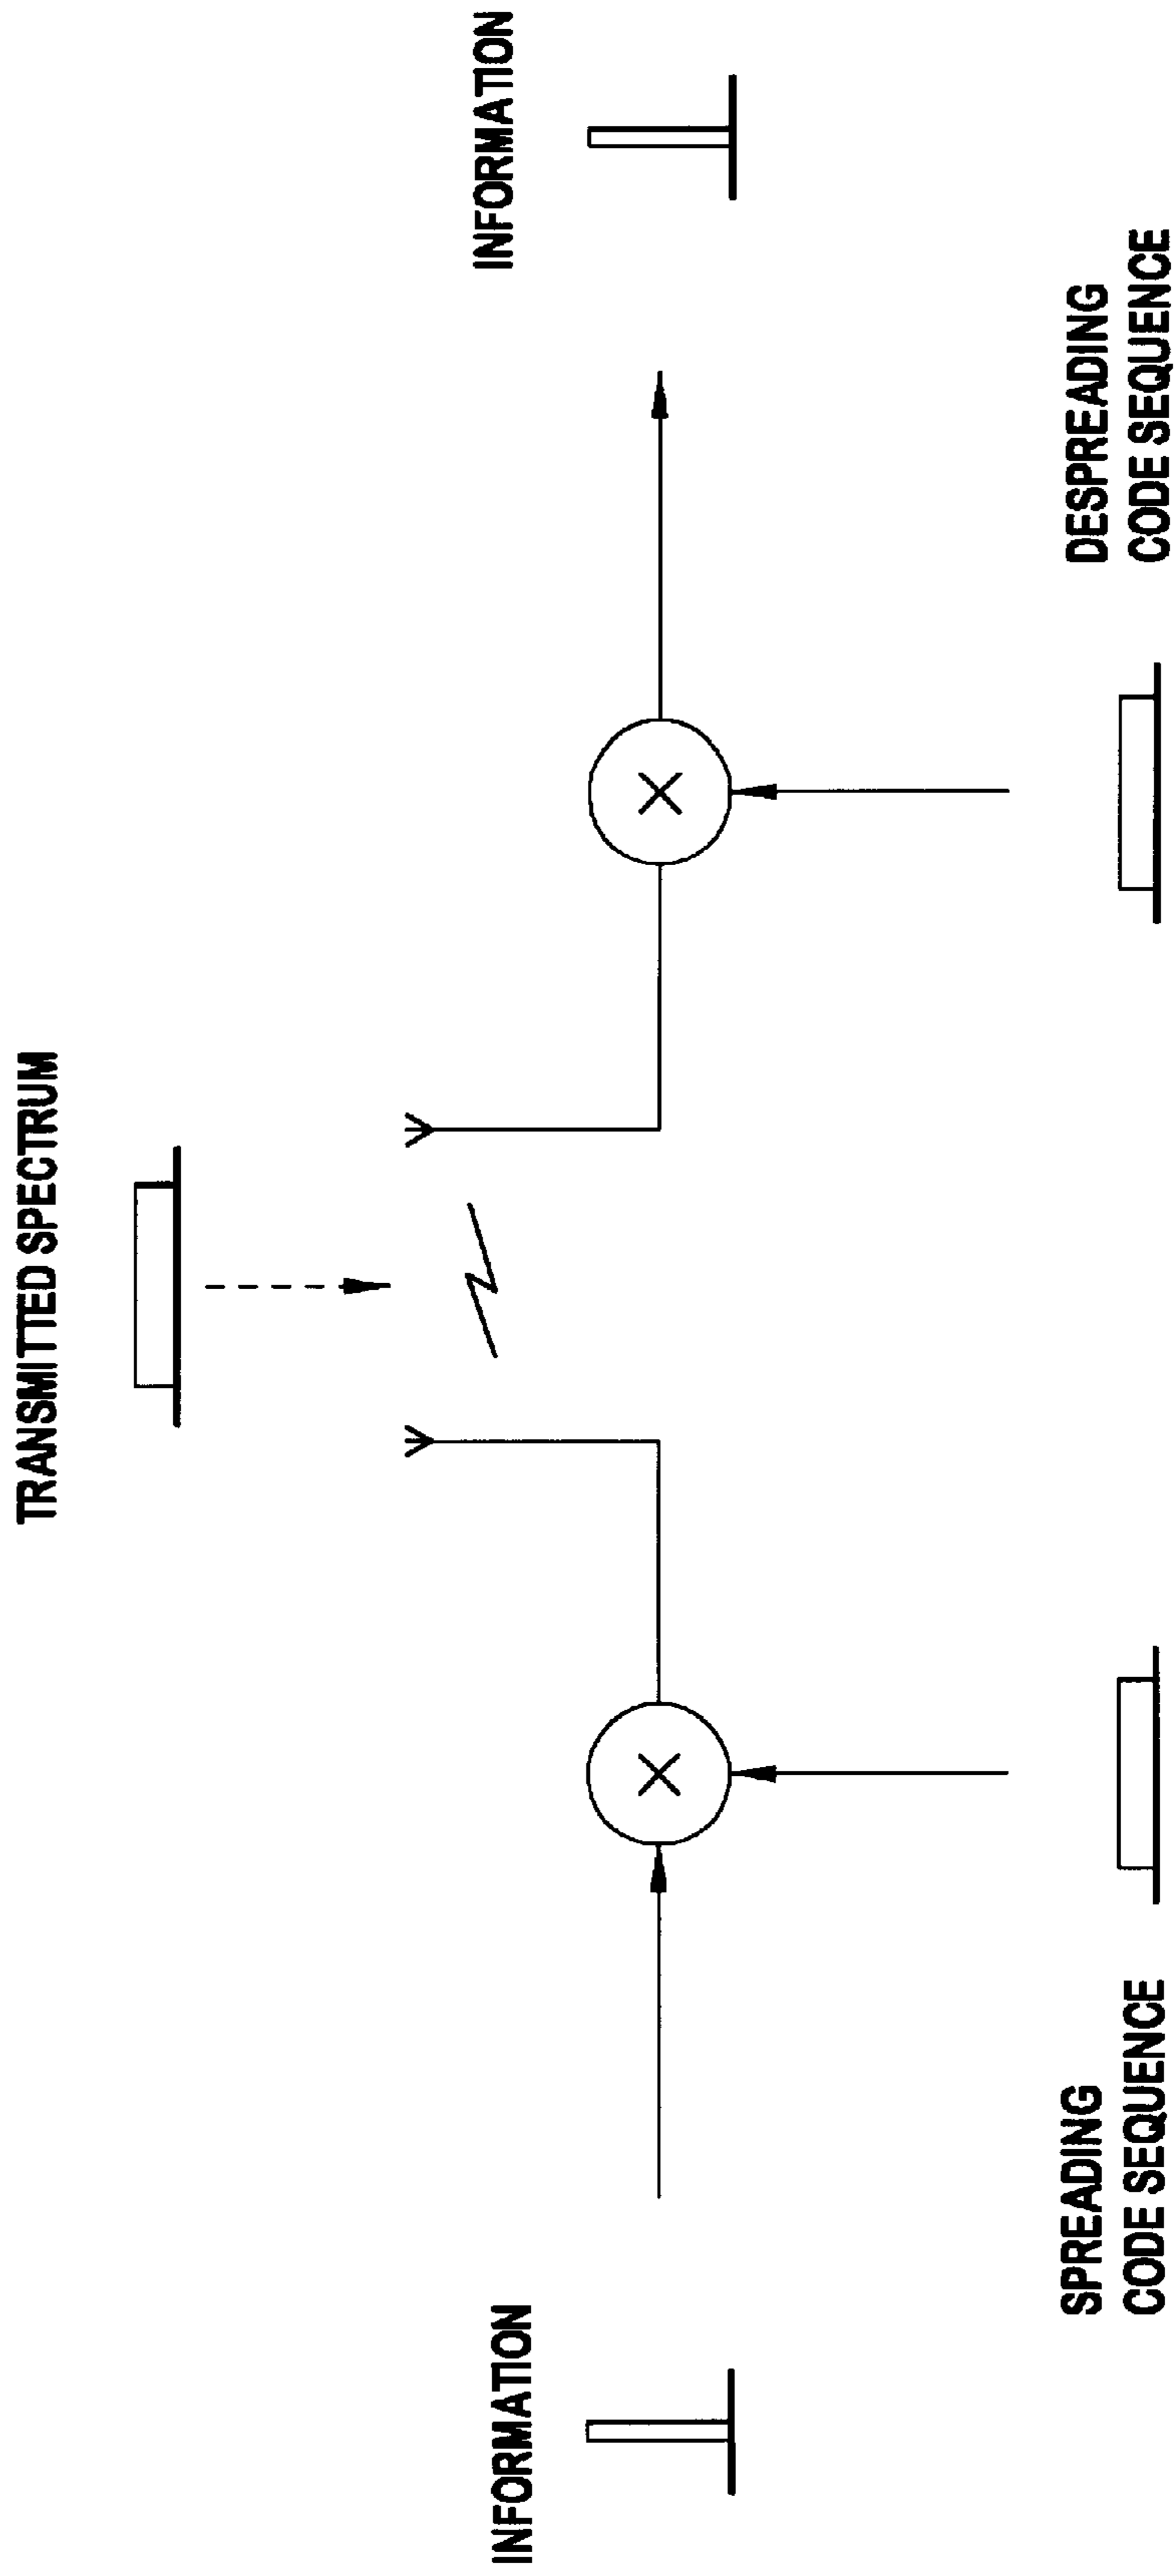 TRANSMITTED SPECTRUM
INFORMATION
INFORMATION
SPREADING
CODE SEQUENCE
DESPREADING
CODE SEQUENCE